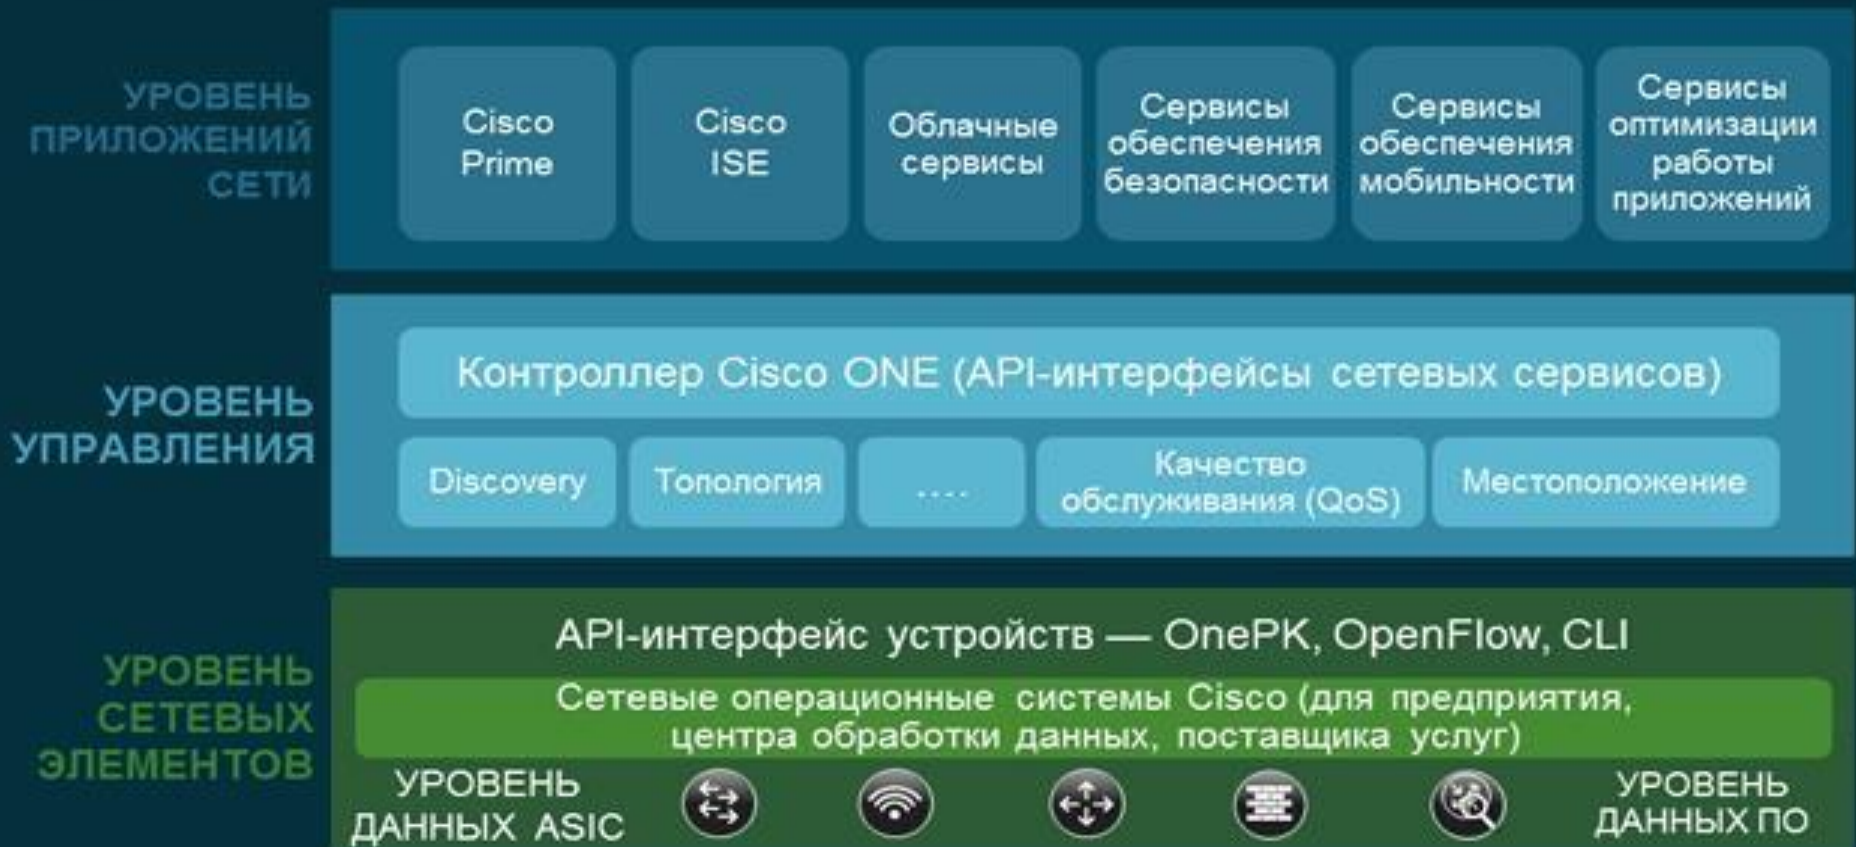 УРОВЕНЬ
ПРИЛОЖЕНИЙ
СЕТИ
Cisco
Prime
Cisco
ISE
Облачные
сервисы
Сервисы
обеспечения
безопасности
Сервисы
обеспечения
мобильности
Сервисы
оптимизации
работы
приложений
УРОВЕНЬ
УПРАВЛЕНИЯ
Контроллер Cisco ONE (API-интерфейсы сетевых сервисов)
Discovery
Топология
....
Качество
обслуживания (QoS)
Местоположение
УРОВЕНЬ
СЕТЕВЫХ
ЭЛЕМЕНТОВ
API-интерфейс устройств — OnePK, OpenFlow, CLI
Сетевые операционные системы Cisco (для предприятия,
центра обработки данных, поставщика услуг)
УРОВЕНЬ
ДАННЫХ ASIC
УРОВЕНЬ
ДАННЫХ ПО